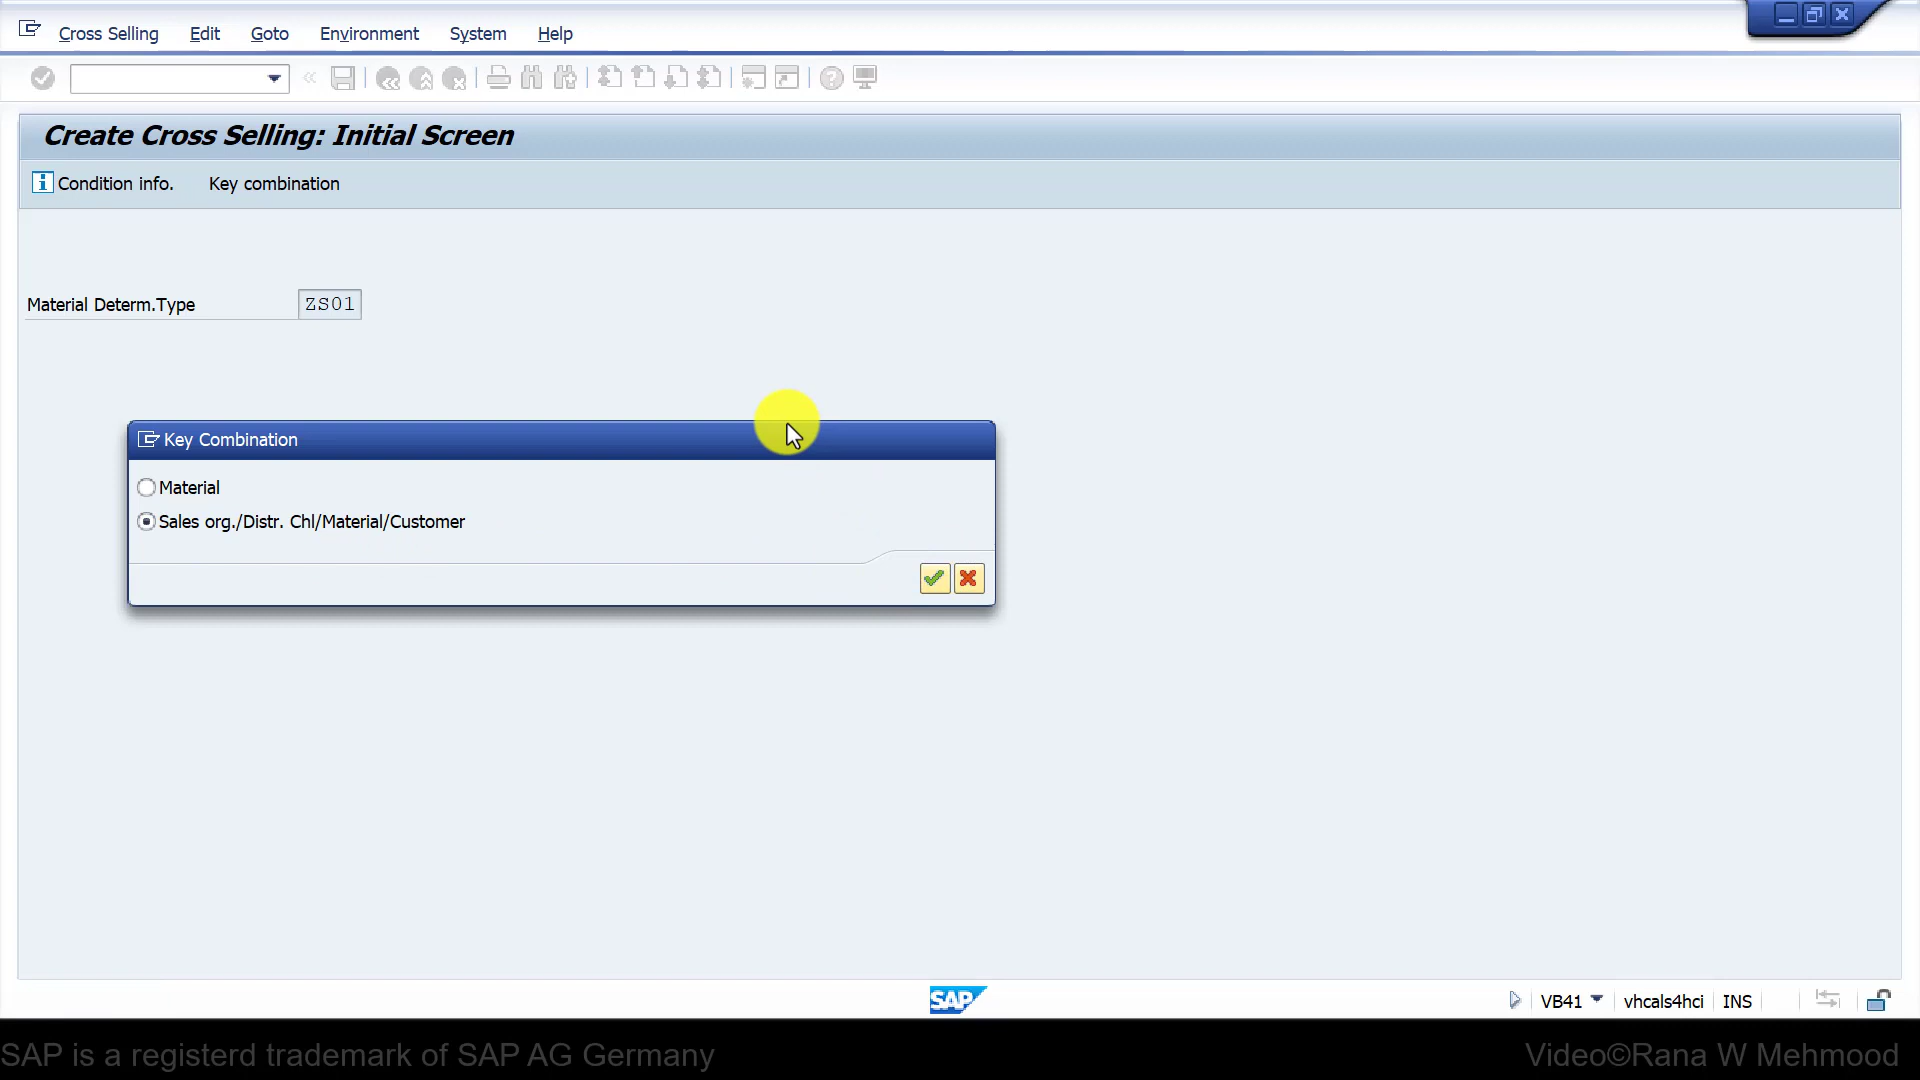 Cross Selling Edit Goto Environment System Help
Create Cross Selling: Initial Screen
Condition info. Key combination
Material Determ.Type ZS01
Key Combination
Material
Sales org./Distr. Chl/Material/Customer
SAP VB41 vhcals4hci INS
SAP is a registerd trademark of SAP AG Germany Video©Rana W Mehmood